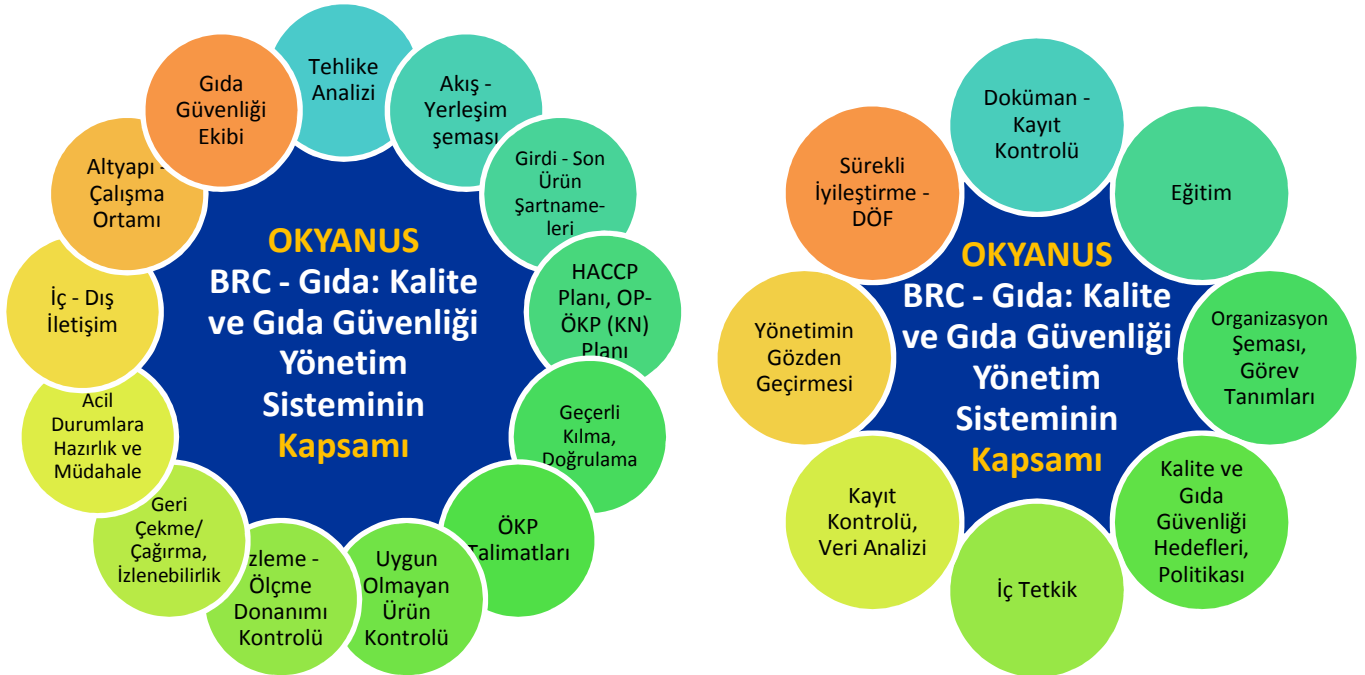 Tehlike
Analizi
Akış -
Yerleşim
şeması
Girdi - Son
Ürün
Şartname-
leri
HACCP
Planı, OP-
ÖKP (KN)
Planı
Geçerli
Kılma,
Doğrulama
ÖKP
Talimatları
Uygun
Olmayan
Ürün
Kontrolü
İzleme -
Ölçme
Donanımı
Kontrolü
Geri
Çekme/
Çağırma,
İzlenebilirlik
Acil
Durumlara
Hazırlık ve
Müdahale
İç - Dış
İletişim
Altyapı -
Çalışma
Ortamı
Gıda
Güvenliği
Ekibi
OKYANUS
BRC - Gıda: Kalite
ve Gıda Güvenliği
Yönetim
Sisteminin
Kapsamı
Doküman -
Kayıt
Kontrolü
Eğitim
Organizasyon
Şeması,
Görev
Tanımları
Kalite ve
Gıda
Güvenliği
Hedefleri,
Politikası
İç Tetkik
Kayıt
Kontrolü,
Veri Analizi
Yönetimin
Gözden
Geçirmesi
Sürekli
İyileştirme -
DÖF
OKYANUS
BRC - Gıda: Kalite
ve Gıda Güvenliği
Yönetim
Sisteminin
Kapsamı